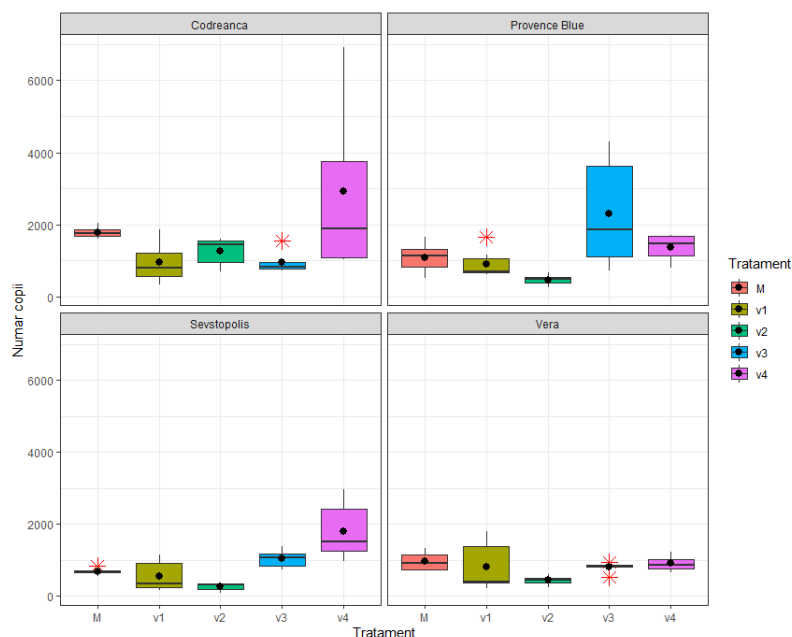 Codreanca
Provence Blue
6000
4000
2000
0
Sevstopolis
Vera
6000
4000
2000
0
M v1 v2 v3 v4
M v1 v2 v3 v4
Numar copii
Tratament
Tratament
M
v1
v2
v3
v4